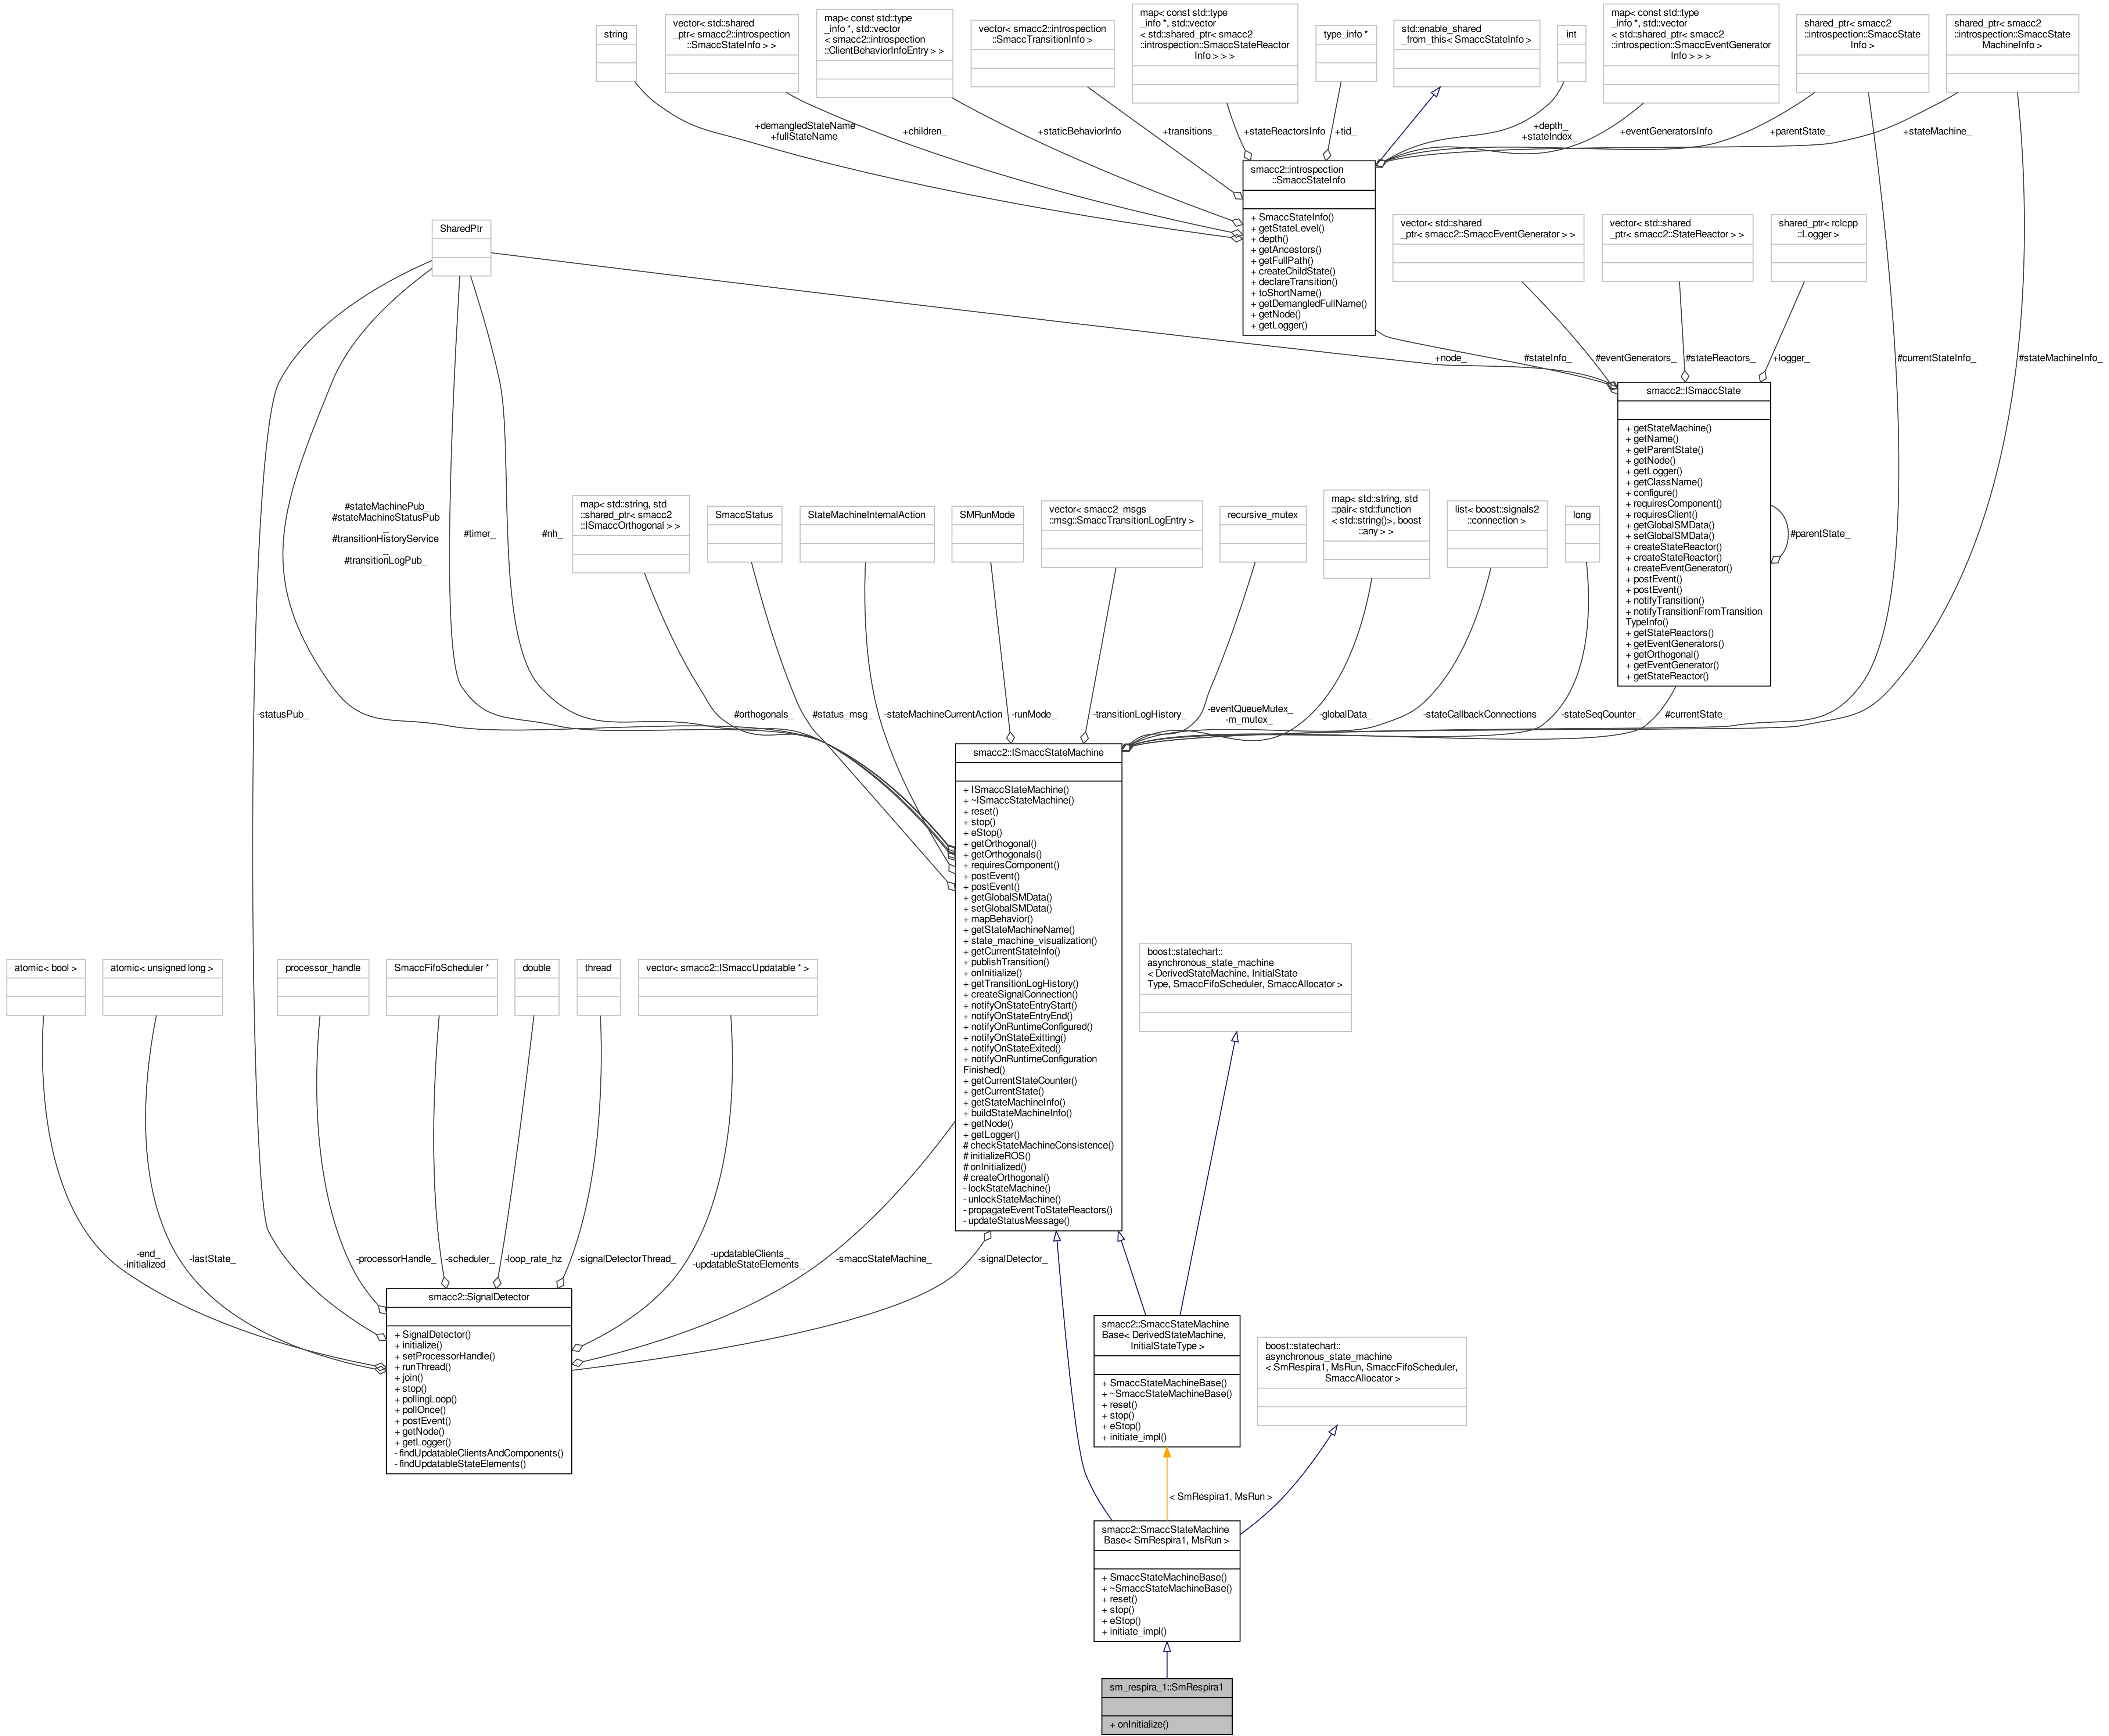 string
vector< std::shared
_ptr< smacc2::introspection
::SmaccStateInfo > >
map< const std::type
_info *, std::vector
< smacc2::introspection
::ClientBehaviorInfoEntry > >
vector< smacc2::introspection
::SmaccTransitionInfo >
map< const std::type
_info *, std::vector
< std::shared_ptr< smacc2
::introspection::SmaccStateReactor
Info > > >
type_info *
std::enable_shared
_from_this< SmaccStateInfo >
int
map< const std::type
_info *, std::vector
< std::shared_ptr< smacc2
::introspection::SmaccEventGenerator
Info > > >
shared_ptr< smacc2
::introspection::SmaccState
Info >
shared_ptr< smacc2
::introspection::SmaccState
MachineInfo >
+demangledStateName
+fullStateName
+children_
+staticBehaviorInfo
+transitions_
+stateReactorsInfo
+tid_
+depth_
+stateIndex_
+eventGeneratorsInfo
+parentState_
+stateMachine_
smacc2::introspection
::SmaccStateInfo
+ SmaccStateInfo()
+ getStateLevel()
+ depth()
+ getAncestors()
+ getFullPath()
+ createChildState()
+ declareTransition()
+ toShortName()
+ getDemangledFullName()
+ getNode()
+ getLogger()
SharedPtr
vector< std::shared
_ptr< smacc2::SmaccEventGenerator > >
vector< std::shared
_ptr< smacc2::StateReactor > >
shared_ptr< rclcpp
::Logger >
+node_
#stateInfo_
#eventGenerators_
#stateReactors_
+logger_
#currentStateInfo_
#stateMachineInfo_
smacc2::ISmaccState
+ getStateMachine()
+ getName()
+ getParentState()
+ getNode()
+ getLogger()
+ getClassName()
+ configure()
+ requiresComponent()
+ requiresClient()
+ getGlobalSMData()
+ setGlobalSMData()
+ createStateReactor()
+ createStateReactor()
+ createEventGenerator()
+ postEvent()
+ postEvent()
+ notifyTransition()
+ notifyTransitionFromTransition
TypeInfo()
+ getStateReactors()
+ getEventGenerators()
+ getOrthogonal()
+ getEventGenerator()
+ getStateReactor()
#parentState_
#stateMachinePub_
#stateMachineStatusPub
_
#transitionHistoryService
_
#transitionLogPub_
#timer_
#nh_
map< std::string, std
::shared_ptr< smacc2
::ISmaccOrthogonal > >
SmaccStatus
StateMachineInternalAction
SMRunMode
vector< smacc2_msgs
::msg::SmaccTransitionLogEntry >
recursive_mutex
map< std::string, std
::pair< std::function
< std::string()>, boost
::any > >
list< boost::signals2
::connection >
long
-statusPub_
#orthogonals_
#status_msg_
-stateMachineCurrentAction
-runMode_
-transitionLogHistory_
-eventQueueMutex_
-m_mutex_
-globalData_
-stateCallbackConnections
-stateSeqCounter_
#currentState_
smacc2::ISmaccStateMachine
+ ISmaccStateMachine()
+ ~ISmaccStateMachine()
+ reset()
+ stop()
+ eStop()
+ getOrthogonal()
+ getOrthogonals()
+ requiresComponent()
+ postEvent()
+ postEvent()
+ getGlobalSMData()
+ setGlobalSMData()
+ mapBehavior()
+ getStateMachineName()
+ state_machine_visualization()
+ getCurrentStateInfo()
+ publishTransition()
+ onInitialize()
+ getTransitionLogHistory()
+ createSignalConnection()
+ notifyOnStateEntryStart()
+ notifyOnStateEntryEnd()
+ notifyOnRuntimeConfigured()
+ notifyOnStateExitting()
+ notifyOnStateExited()
+ notifyOnRuntimeConfiguration
Finished()
+ getCurrentStateCounter()
+ getCurrentState()
+ getStateMachineInfo()
+ buildStateMachineInfo()
+ getNode()
+ getLogger()
# checkStateMachineConsistence()
# initializeROS()
# onInitialized()
# createOrthogonal()
- lockStateMachine()
- unlockStateMachine()
- propagateEventToStateReactors()
- updateStatusMessage()
atomic< bool >
atomic< unsigned long >
processor_handle
SmaccFifoScheduler *
double
thread
vector< smacc2::ISmaccUpdatable * >
boost::statechart::
asynchronous_state_machine
< DerivedStateMachine, InitialState
Type, SmaccFifoScheduler, SmaccAllocator >
-end_
-initialized_
-lastState_
-processorHandle_
-scheduler_
-loop_rate_hz
-signalDetectorThread_
-updatableClients_
-updatableStateElements_
-smaccStateMachine_
-signalDetector_
smacc2::SignalDetector
+ SignalDetector()
+ initialize()
+ setProcessorHandle()
+ runThread()
+ join()
+ stop()
+ pollingLoop()
+ pollOnce()
+ postEvent()
+ getNode()
+ getLogger()
- findUpdatableClientsAndComponents()
- findUpdatableStateElements()
smacc2::SmaccStateMachine
Base< DerivedStateMachine,
InitialStateType >
+ SmaccStateMachineBase()
+ ~SmaccStateMachineBase()
+ reset()
+ stop()
+ eStop()
+ initiate_impl()
boost::statechart::
asynchronous_state_machine
< SmRespira1, MsRun, SmaccFifoScheduler,
SmaccAllocator >
< SmRespira1, MsRun >
smacc2::SmaccStateMachine
Base< SmRespira1, MsRun >
+ SmaccStateMachineBase()
+ ~SmaccStateMachineBase()
+ reset()
+ stop()
+ eStop()
+ initiate_impl()
sm_respira_1::SmRespira1
+ onInitialize()